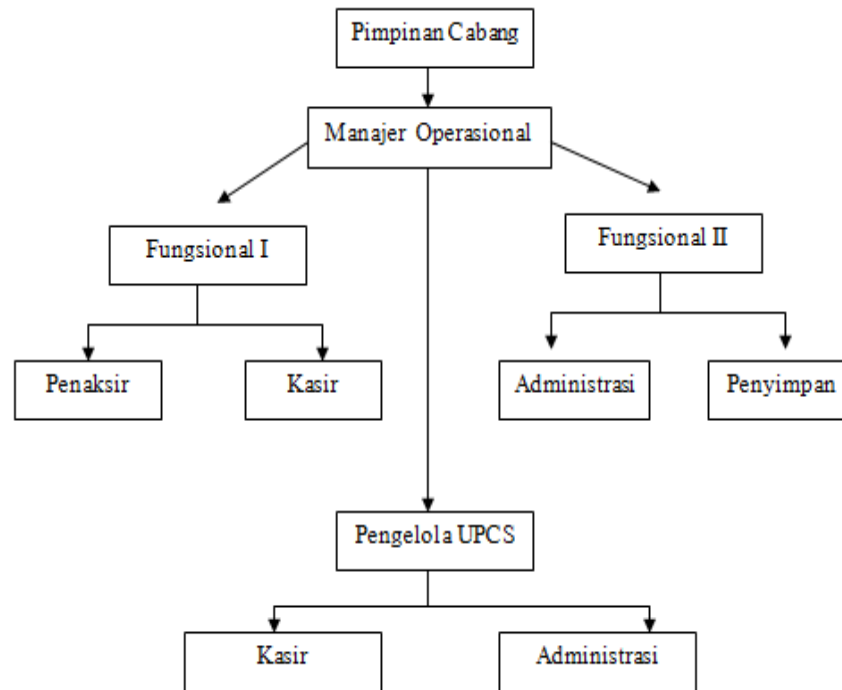 Pimpinan Cabang
Manajer Operasional
Fungsional I
Fungsional II
Penaksir
Kasir
Administrasi
Penyimpan
Pengelola UPCS
Kasir
Administrasi